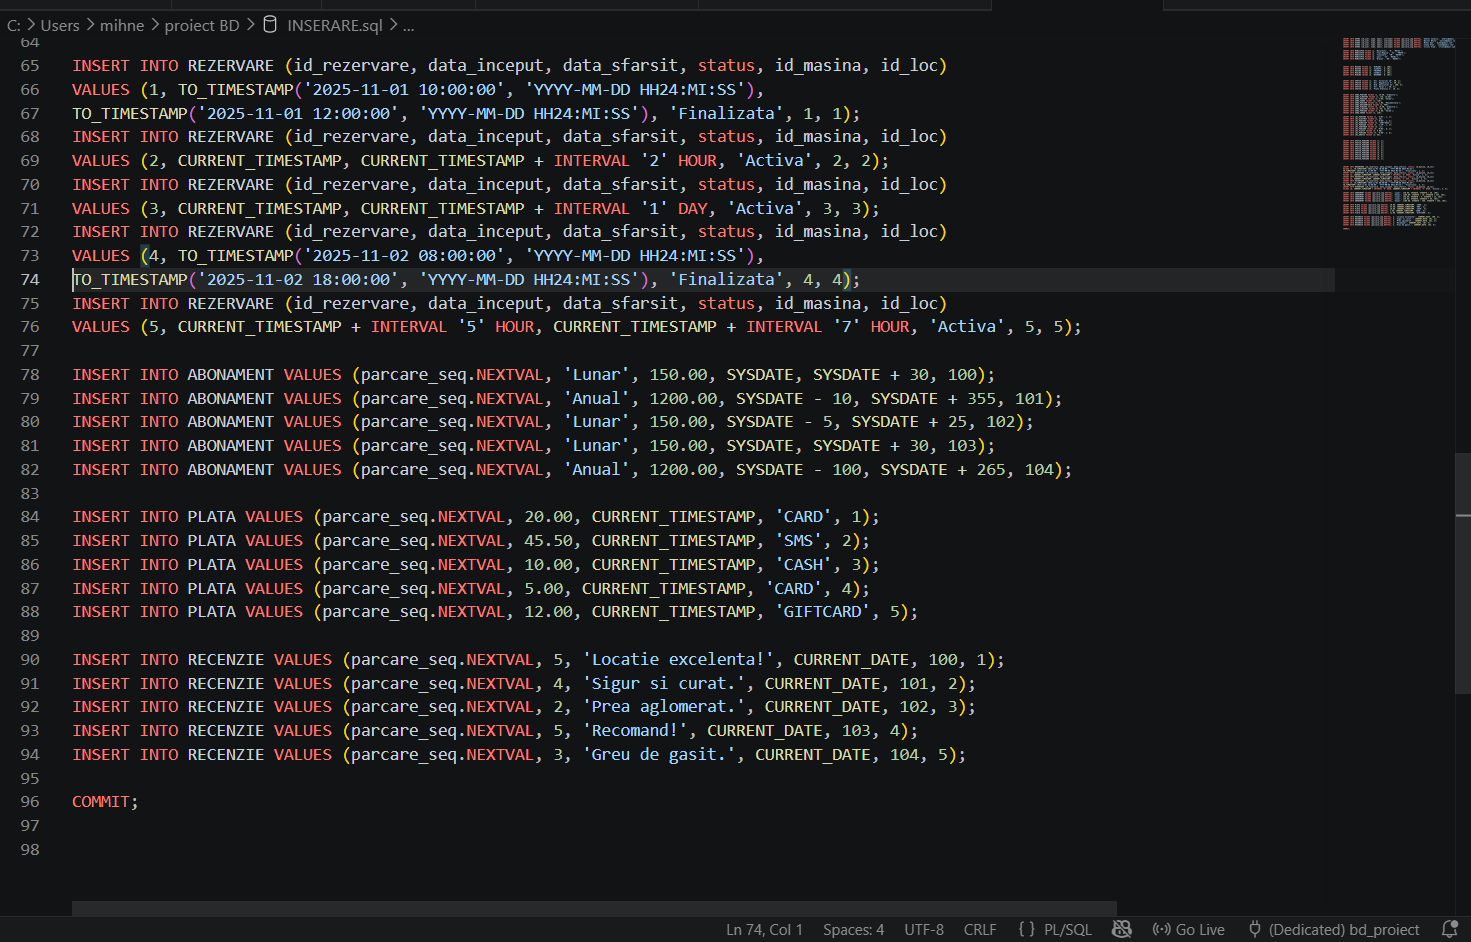 C: > Users > mihne > proiect BD > INSERARE.sql > ...
64
65 INSERT INTO REZERVARE (id_rezervare, data_inceput, data_sfarsit, status, id_masina, id_loc)
66 VALUES (1, TO_TIMESTAMP('2025-11-01 10:00:00', 'YYYY-MM-DD HH24:MI:SS'),
67 TO_TIMESTAMP('2025-11-01 12:00:00', 'YYYY-MM-DD HH24:MI:SS'), 'Finalizata', 1, 1);
68 INSERT INTO REZERVARE (id_rezervare, data_inceput, data_sfarsit, status, id_masina, id_loc)
69 VALUES (2, CURRENT_TIMESTAMP, CURRENT_TIMESTAMP + INTERVAL '2' HOUR, 'Activa', 2, 2);
70 INSERT INTO REZERVARE (id_rezervare, data_inceput, data_sfarsit, status, id_masina, id_loc)
71 VALUES (3, CURRENT_TIMESTAMP, CURRENT_TIMESTAMP + INTERVAL '1' DAY, 'Activa', 3, 3);
72 INSERT INTO REZERVARE (id_rezervare, data_inceput, data_sfarsit, status, id_masina, id_loc)
73 VALUES (4, TO_TIMESTAMP('2025-11-02 08:00:00', 'YYYY-MM-DD HH24:MI:SS'),
74 TO_TIMESTAMP('2025-11-02 18:00:00', 'YYYY-MM-DD HH24:MI:SS'), 'Finalizata', 4, 4);
75 INSERT INTO REZERVARE (id_rezervare, data_inceput, data_sfarsit, status, id_masina, id_loc)
76 VALUES (5, CURRENT_TIMESTAMP + INTERVAL '5' HOUR, CURRENT_TIMESTAMP + INTERVAL '7' HOUR, 'Activa', 5, 5);
77
78 INSERT INTO ABONAMENT VALUES (parcare_seq.NEXTVAL, 'Lunar', 150.00, SYSDATE, SYSDATE + 30, 100);
79 INSERT INTO ABONAMENT VALUES (parcare_seq.NEXTVAL, 'Anual', 1200.00, SYSDATE - 10, SYSDATE + 355, 101);
80 INSERT INTO ABONAMENT VALUES (parcare_seq.NEXTVAL, 'Lunar', 150.00, SYSDATE - 5, SYSDATE + 25, 102);
81 INSERT INTO ABONAMENT VALUES (parcare_seq.NEXTVAL, 'Lunar', 150.00, SYSDATE, SYSDATE + 30, 103);
82 INSERT INTO ABONAMENT VALUES (parcare_seq.NEXTVAL, 'Anual', 1200.00, SYSDATE - 100, SYSDATE + 265, 104);
83
84 INSERT INTO PLATA VALUES (parcare_seq.NEXTVAL, 20.00, CURRENT_TIMESTAMP, 'CARD', 1);
85 INSERT INTO PLATA VALUES (parcare_seq.NEXTVAL, 45.50, CURRENT_TIMESTAMP, 'SMS', 2);
86 INSERT INTO PLATA VALUES (parcare_seq.NEXTVAL, 10.00, CURRENT_TIMESTAMP, 'CASH', 3);
87 INSERT INTO PLATA VALUES (parcare_seq.NEXTVAL, 5.00, CURRENT_TIMESTAMP, 'CARD', 4);
88 INSERT INTO PLATA VALUES (parcare_seq.NEXTVAL, 12.00, CURRENT_TIMESTAMP, 'GIFTCARD', 5);
89
90 INSERT INTO RECENZIE VALUES (parcare_seq.NEXTVAL, 5, 'Locatie excelenta!', CURRENT_DATE, 100, 1);
91 INSERT INTO RECENZIE VALUES (parcare_seq.NEXTVAL, 4, 'Sigur si curat.', CURRENT_DATE, 101, 2);
92 INSERT INTO RECENZIE VALUES (parcare_seq.NEXTVAL, 2, 'Prea aglomerat.', CURRENT_DATE, 102, 3);
93 INSERT INTO RECENZIE VALUES (parcare_seq.NEXTVAL, 5, 'Recomand!', CURRENT_DATE, 103, 4);
94 INSERT INTO RECENZIE VALUES (parcare_seq.NEXTVAL, 3, 'Greu de gasit.', CURRENT_DATE, 104, 5);
95
96 COMMIT;
97
98
Ln 74, Col 1 Spaces: 4 UTF-8 CRLF { } PL/SQL Go Live (Dedicated) bd_proiect